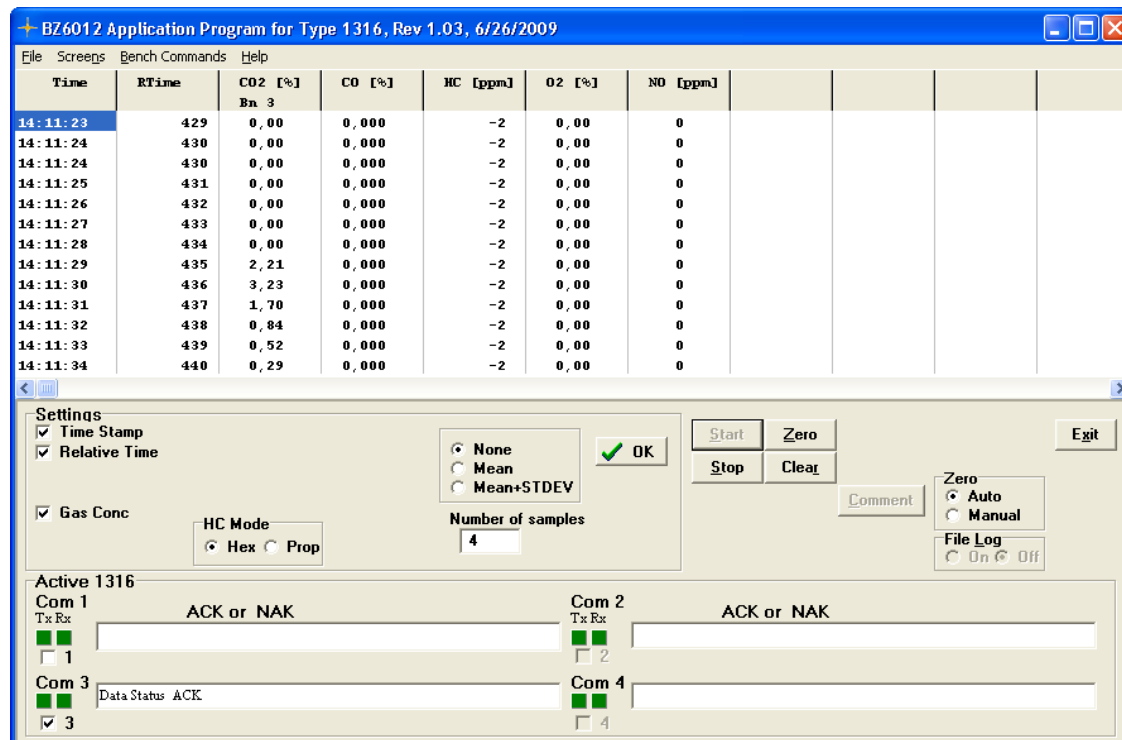 BZ6012 Application Program for Type 1316, Rev 1.03, 6/26/2009
File Screens Bench Commands Help
Time RTime CO2 [%] CO [%] HC [ppm] O2 [%] NO [ppm]
Bn 3
14:11:23 429 0,00 0,000 -2 0,00 0
14:11:24 430 0,00 0,000 -2 0,00 0
14:11:24 430 0,00 0,000 -2 0,00 0
14:11:25 431 0,00 0,000 -2 0,00 0
14:11:26 432 0,00 0,000 -2 0,00 0
14:11:27 433 0,00 0,000 -2 0,00 0
14:11:28 434 0,00 0,000 -2 0,00 0
14:11:29 435 2,21 0,000 -2 0,00 0
14:11:30 436 3,23 0,000 -2 0,00 0
14:11:31 437 1,70 0,000 -2 0,00 0
14:11:32 438 0,84 0,000 -2 0,00 0
14:11:33 439 0,52 0,000 -2 0,00 0
14:11:34 440 0,29 0,000 -2 0,00 0
Settings
Time Stamp
Relative Time
Gas Conc
HC Mode
Hex Prop
None
Mean
Mean+STDEV
OK
Number of samples
4
Start Zero
Stop Clear
Comment
Exit
Zero
Auto
Manual
File Log
On Off
Active 1316
Com 1 ACK or NAK
Tx Rx
1
Com 2 ACK or NAK
Tx Rx
2
Com 3 Data Status ACK
3
Com 4
4